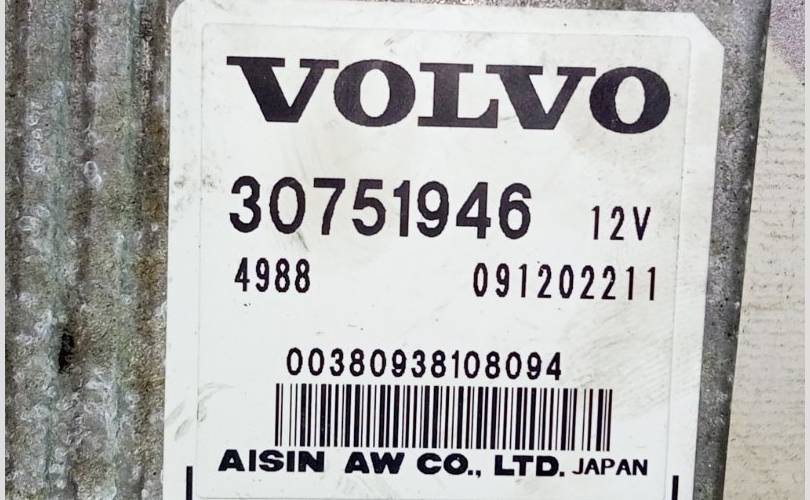 VOLVO
30751946 12V
4988 091202211
00380938108094
AISIN AW CO., LTD. JAPAN